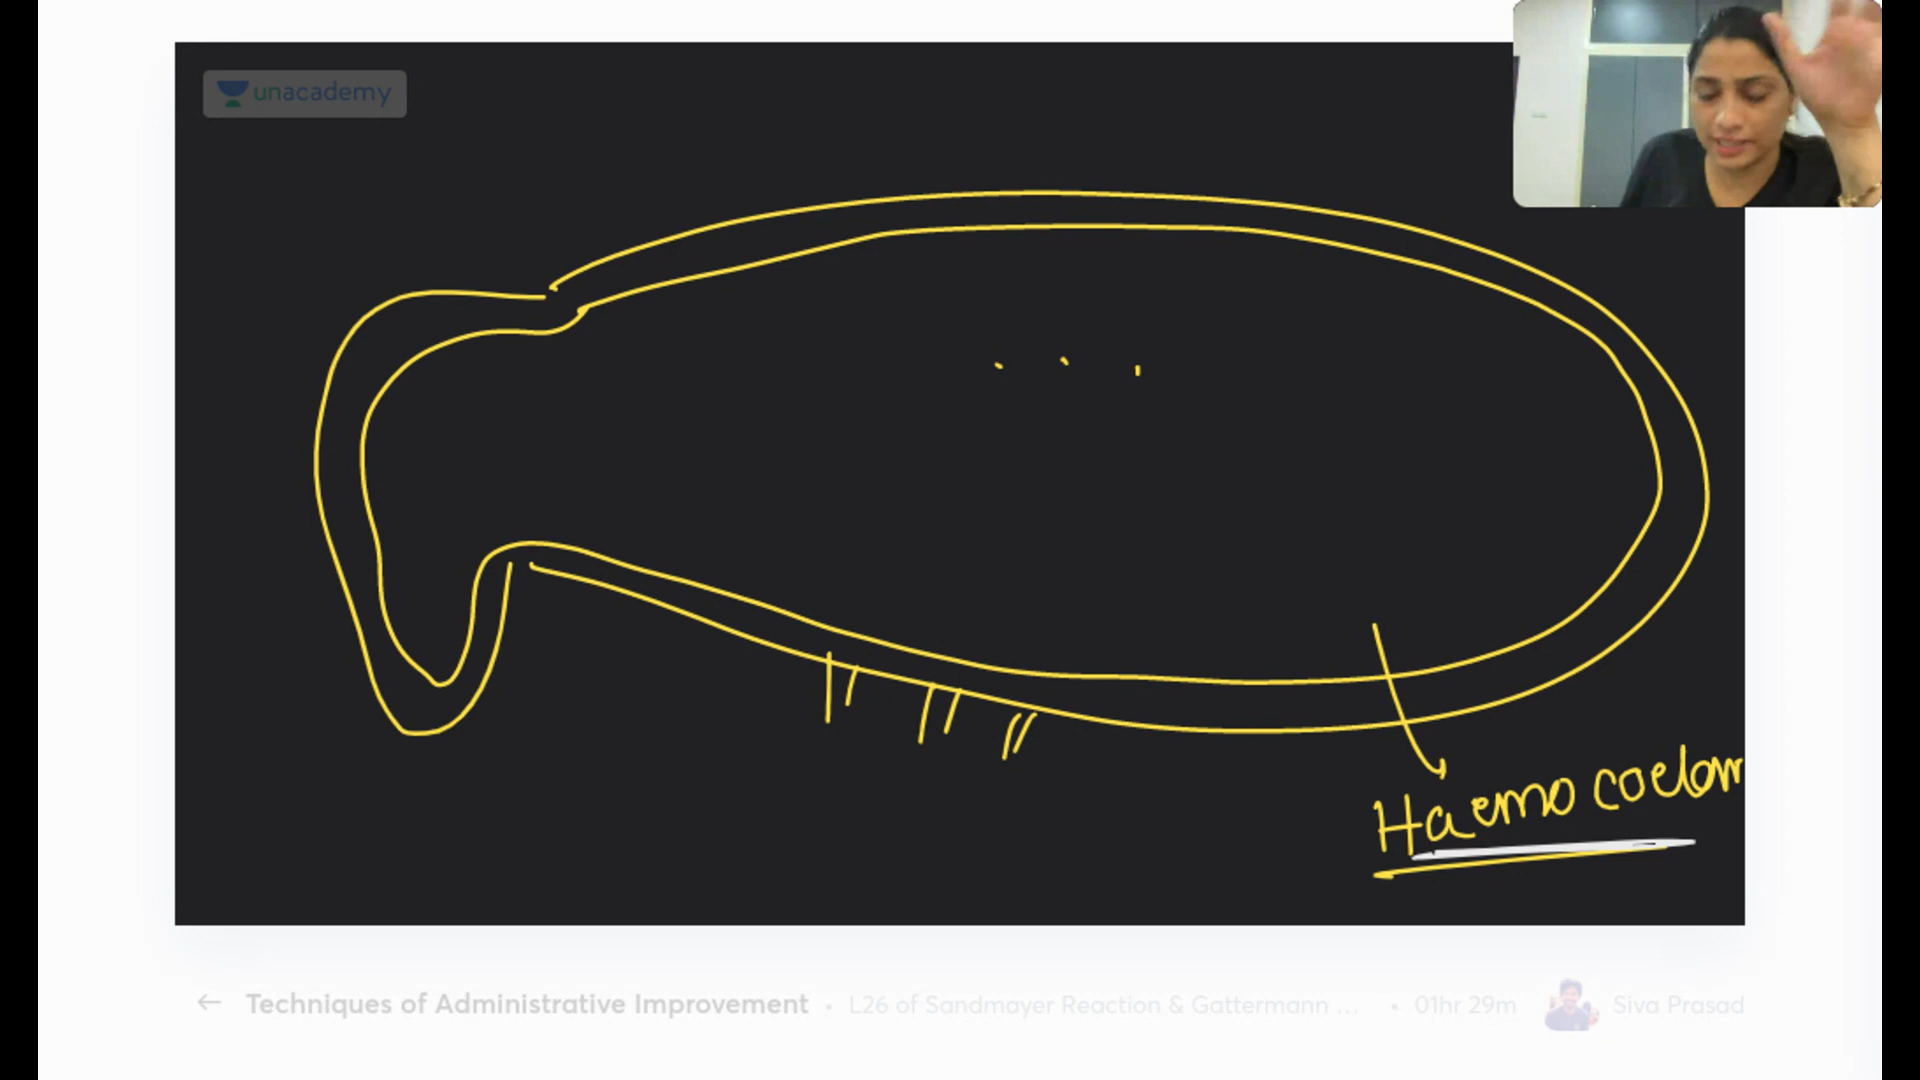 unacademy
Haemo coelom
Techniques of Administrative Improvement • L26 of Sandmayer Reaction & Gattermann ... • 01hr 29m Siva Prasad